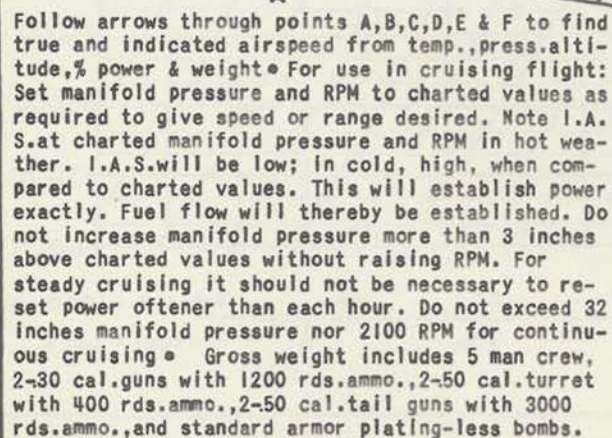 Follow arrows through points A,B,C,D,E & F to find
true and indicated airspeed from temp.,press.alti-
tude,% power & weight● For use in cruising flight:
Set manifold pressure and RPM to charted values as
required to give speed or range desired. Note I.A.
S.at charted manifold pressure and RPM in hot wea-
ther. I.A.S.will be low; in cold, high, when com-
pared to charted values. This will establish power
exactly. Fuel flow will thereby be established. Do
not increase manifold pressure more than 3 inches
above charted values without raising RPM. For
steady cruising it should not be necessary to re-
set power oftener than each hour. Do not exceed 32
inches manifold pressure nor 2100 RPM for continu-
ous cruising ● Gross weight includes 5 man crew,
2-.30 cal.guns with 1200 rds.ammo.,2-.50 cal.turret
with 400 rds.ammo.,2-.50 cal.tail guns with 3000
rds.ammo.,and standard armor plating-less bombs.